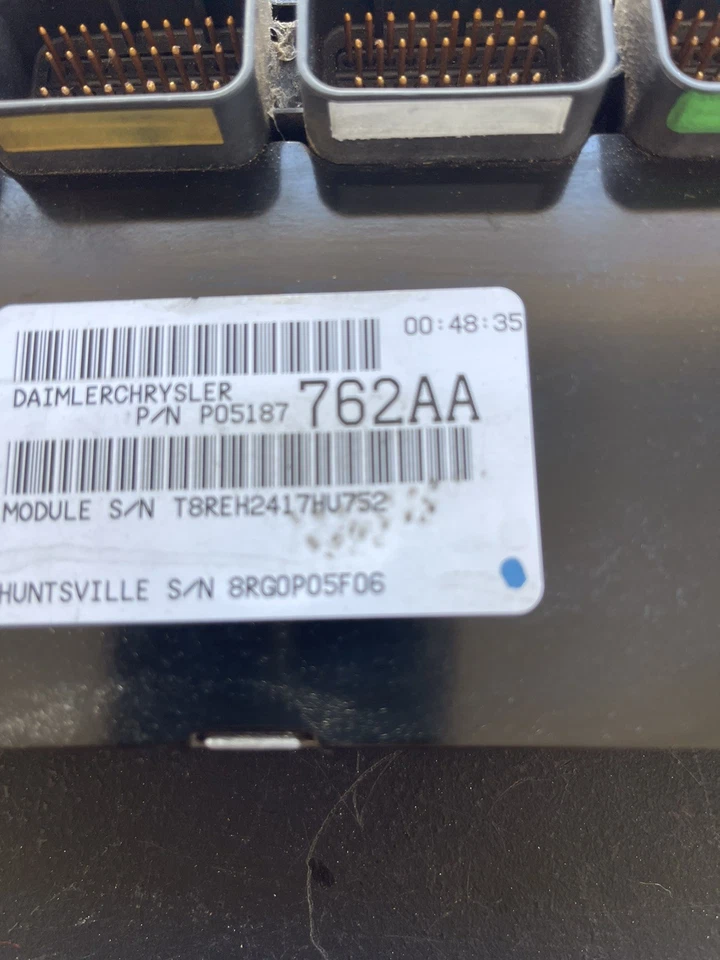 00:48:35
DAIMLERCHRYSLER
P/N P05187 762AA
MODULE S/N T8REH2417HU752
HUNTSVILLE S/N 8RG0P05F06